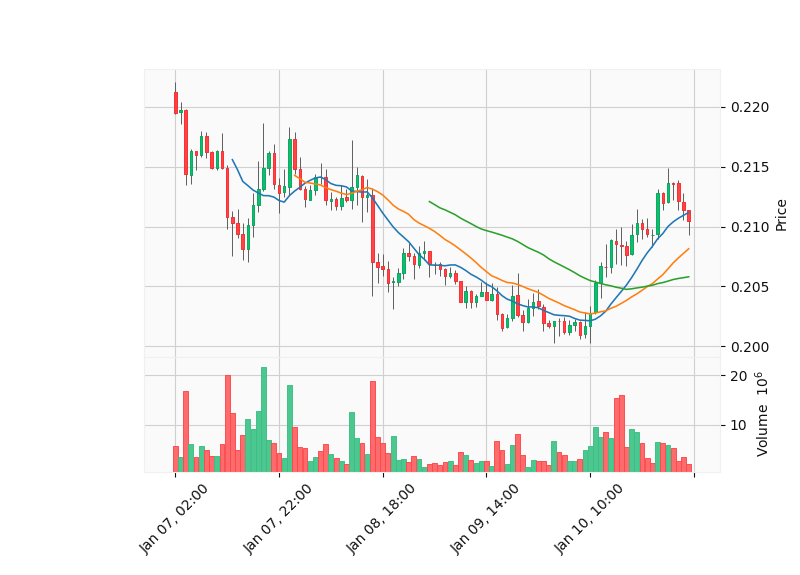 0.220
0.215
0.210
0.205
0.200
Price
20
10
Volume 10^6
Jan 07, 02:00
Jan 07, 22:00
Jan 08, 18:00
Jan 09, 14:00
Jan 10, 10:00